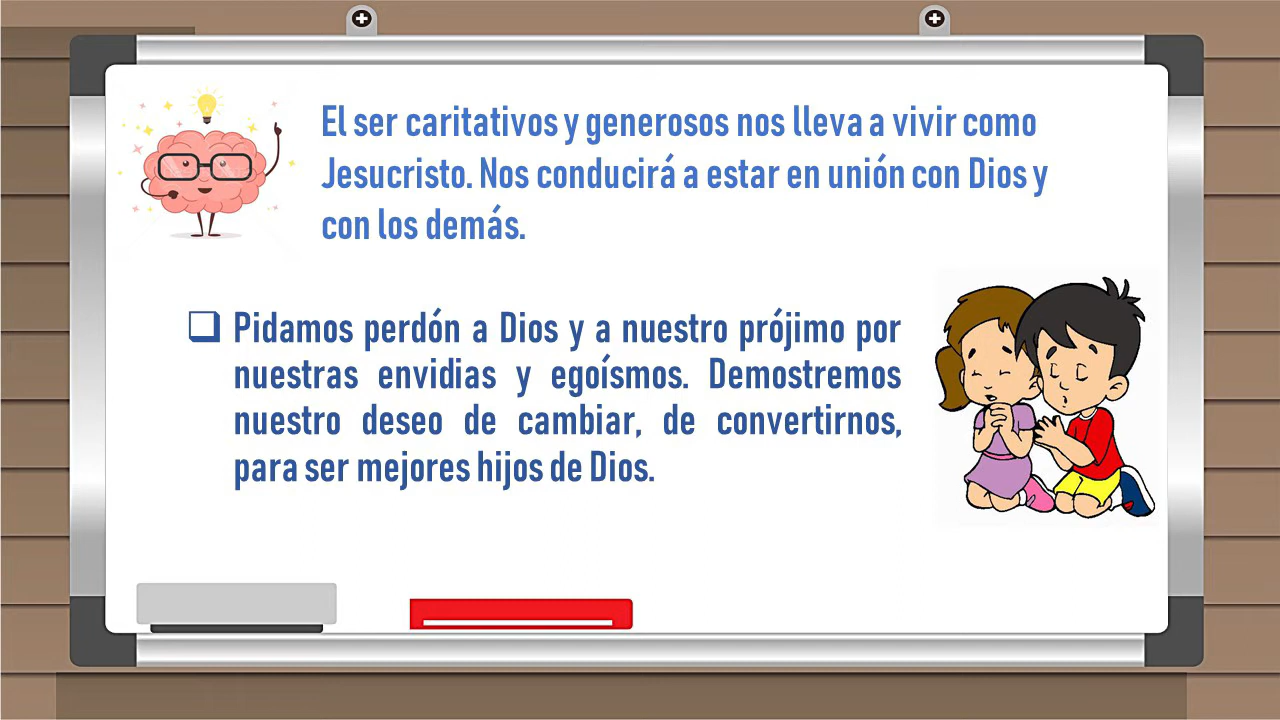 El ser caritativos y generosos nos lleva a vivir como
Jesucristo. Nos conducirá a estar en unión con Dios y
con los demás.
Pidamos perdón a Dios y a nuestro prójimo por
nuestras envidias y egoísmos. Demostremos
nuestro deseo de cambiar, de convertirnos,
para ser mejores hijos de Dios.